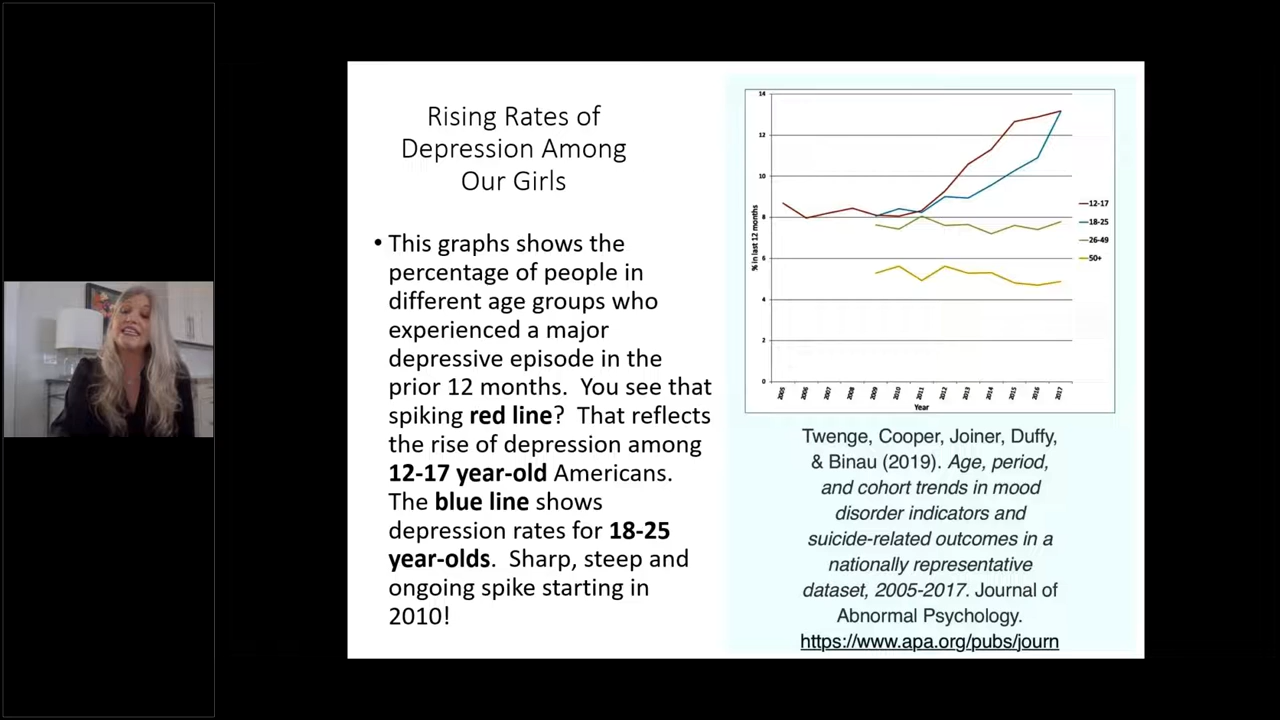 Rising Rates of
Depression Among
Our Girls
• This graphs shows the
percentage of people in
different age groups who
experienced a major
depressive episode in the
prior 12 months. You see that
spiking red line? That reflects
the rise of depression among
12-17 year-old Americans.
The blue line shows
depression rates for 18-25
year-olds. Sharp, steep and
ongoing spike starting in
2010!
14
12
10
8
6
4
2
0
% in last 12 months
2005 2006 2007 2008 2009 2010 2011 2012 2013 2014 2015 2016 2017
Year
12-17
18-25
26-49
50+
Twenge, Cooper, Joiner, Duffy,
& Binau (2019). Age, period,
and cohort trends in mood
disorder indicators and
suicide-related outcomes in a
nationally representative
dataset, 2005-2017. Journal of
Abnormal Psychology.
https://www.apa.org/pubs/journ